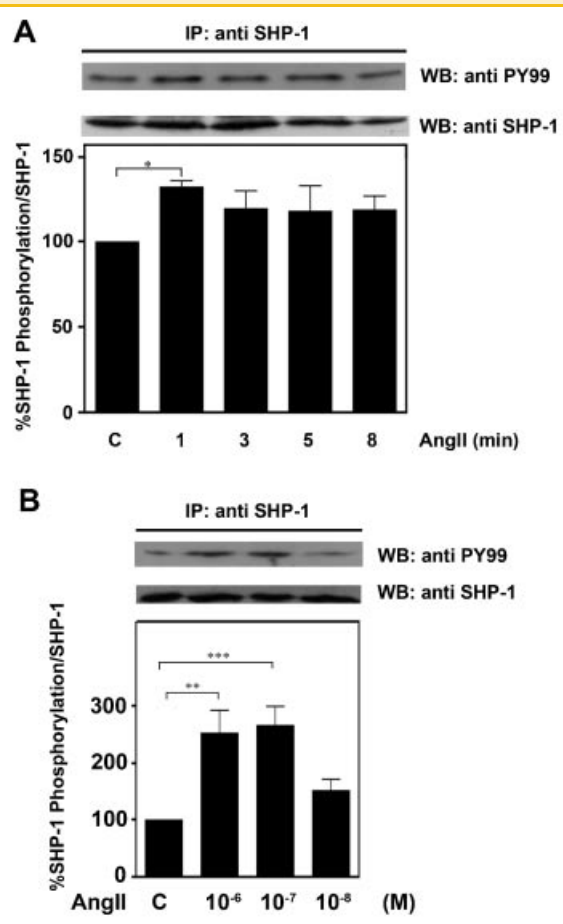 A
IP: anti SHP-1
WB: anti PY99
WB: anti SHP-1
%SHP-1 Phosphorylation/SHP-1
150
*
100
50
0
C 1 3 5 8 AngII (min)
B
IP: anti SHP-1
WB: anti PY99
WB: anti SHP-1
%SHP-1 Phosphorylation/SHP-1
***
**
300
200
100
0
AngII C 10⁻⁶ 10⁻⁷ 10⁻⁸ (M)